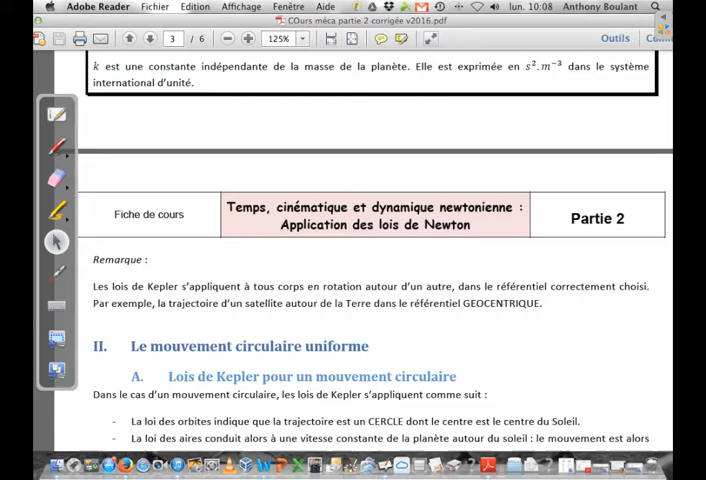 Adobe Reader Fichier Edition Affichage Fenêtre Aide lun. 10:08 Anthony Boulant
COurs méca partie 2 corrigée v2016.pdf
3 / 6 125% Outils
k est une constante indépendante de la masse de la planète. Elle est exprimée en s².m⁻³ dans le système
international d'unité.
Fiche de cours
Temps, cinématique et dynamique newtonienne :
Application des lois de Newton
Partie 2
Remarque :
Les lois de Kepler s'appliquent à tous corps en rotation autour d'un autre, dans le référentiel correctement choisi.
Par exemple, la trajectoire d'un satellite autour de la Terre dans le référentiel GEOCENTRIQUE.
II. Le mouvement circulaire uniforme
A. Lois de Kepler pour un mouvement circulaire
Dans le cas d'un mouvement circulaire, les lois de Kepler s'appliquent comme suit :
- La loi des orbites indique que la trajectoire est un CERCLE dont le centre est le centre du Soleil.
- La loi des aires conduit alors à une vitesse constante de la planète autour du soleil : le mouvement est alors